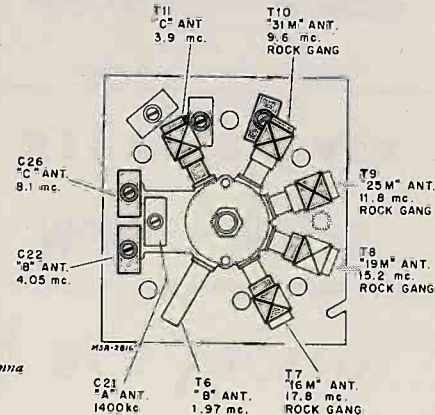 T11
"C" ANT
3.9 mc.
T10
"31M" ANT.
9.6 mc.
ROCK GANG
C26
"C" ANT.
8.1 mc.
T9
"25M" ANT.
11.8 mc.
ROCK GANG
C22
"B" ANT.
4.05 mc.
T8
"19M" ANT.
15.2 mc.
ROCK GANG
MSA-2816
C21
"A" ANT.
1400kc
T6
"B" ANT.
1.97 mc.
T7
"16M" ANT.
17.8 mc.
ROCK GANG